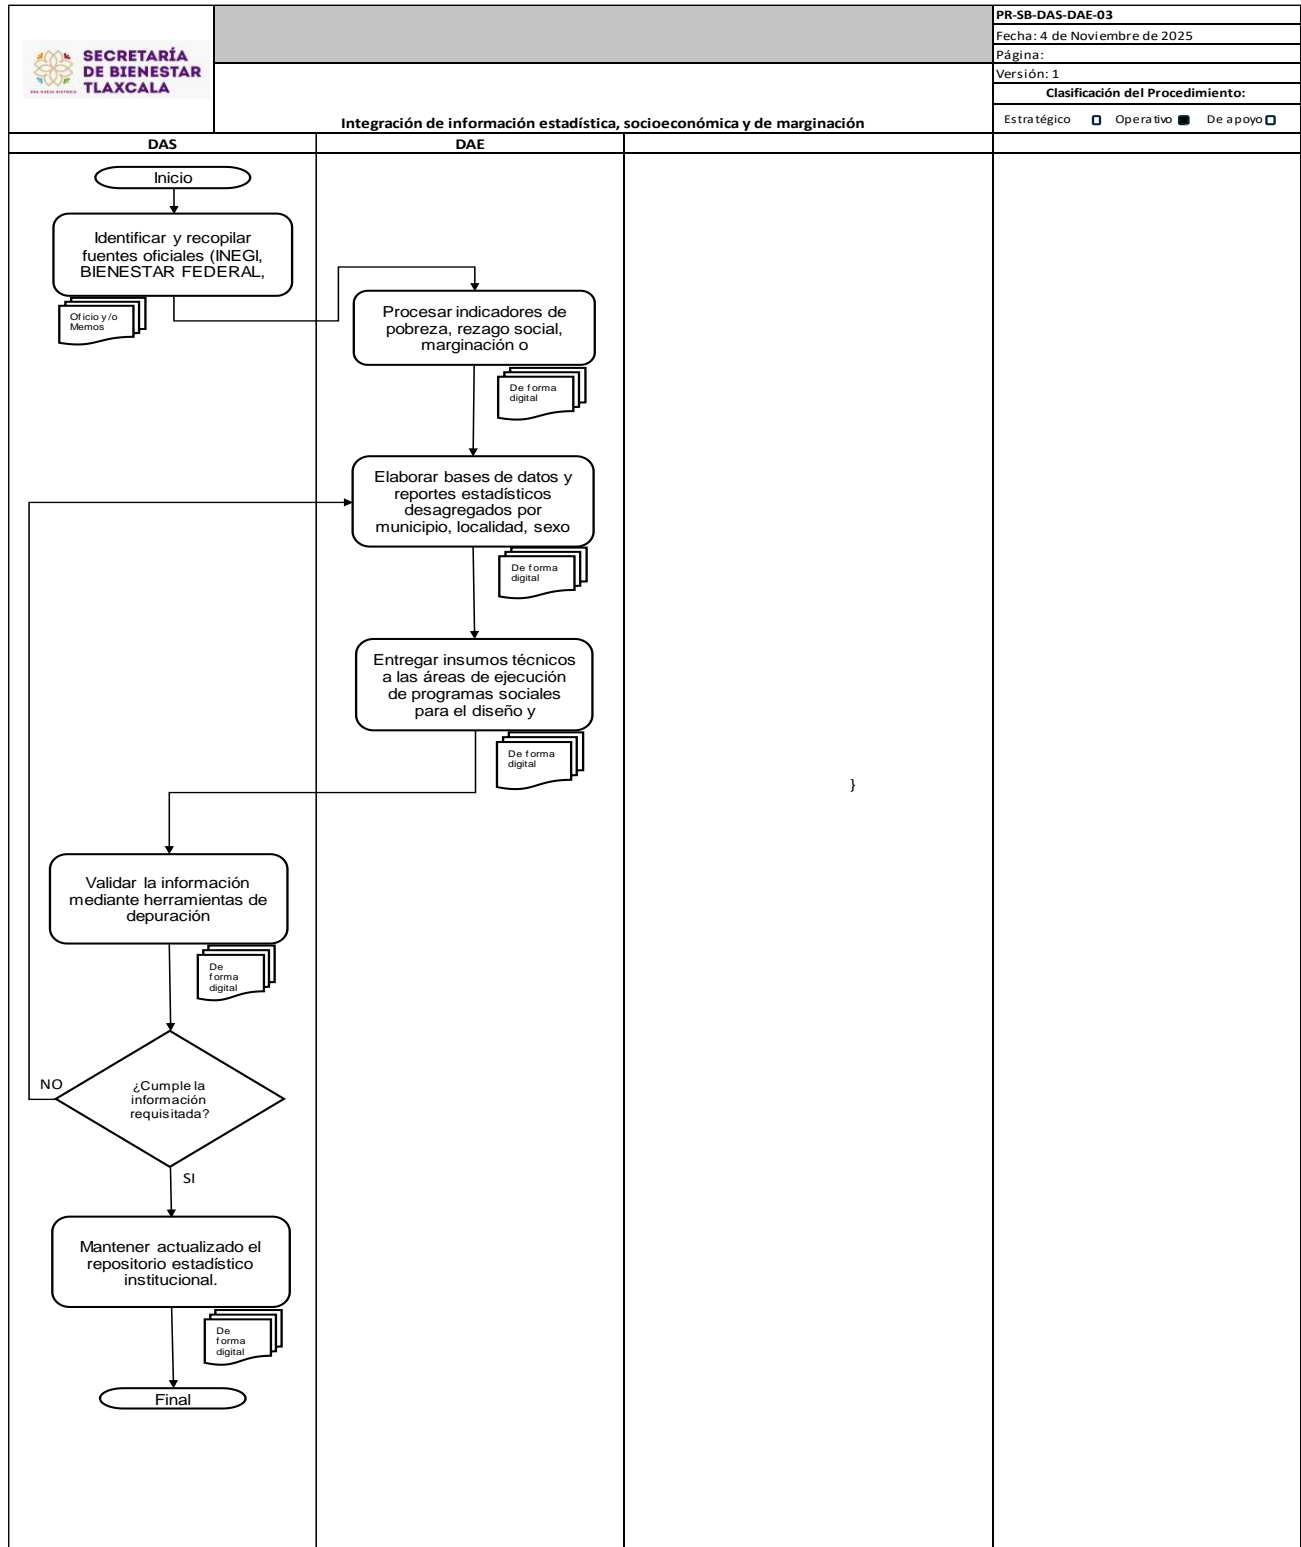 PR-SB-DAS-DAE-03
Fecha: 4 de Noviembre de 2025
Página:
Versión: 1
Clasificación del Procedimiento:
Estratégico Operativo De apoyo
SECRETARÍA
DE BIENESTAR
TLAXCALA
UNA NUEVA HISTORIA
Integración de información estadística, socioeconómica y de marginación
DAS
DAE
Inicio
Identificar y recopilar
fuentes oficiales (INEGI,
BIENESTAR FEDERAL,
Oficio y/o
Memos
Procesar indicadores de
pobreza, rezago social,
marginación o
De forma
digital
Elaborar bases de datos y
reportes estadísticos
desagregados por
municipio, localidad, sexo
De forma
digital
Entregar insumos técnicos
a las áreas de ejecución
de programas sociales
para el diseño y
De forma
digital
}
Validar la información
mediante herramientas de
depuración
De
forma
digital
NO
¿Cumple la
información
requisitada?
SI
Mantener actualizado el
repositorio estadístico
institucional.
De
forma
digital
Final